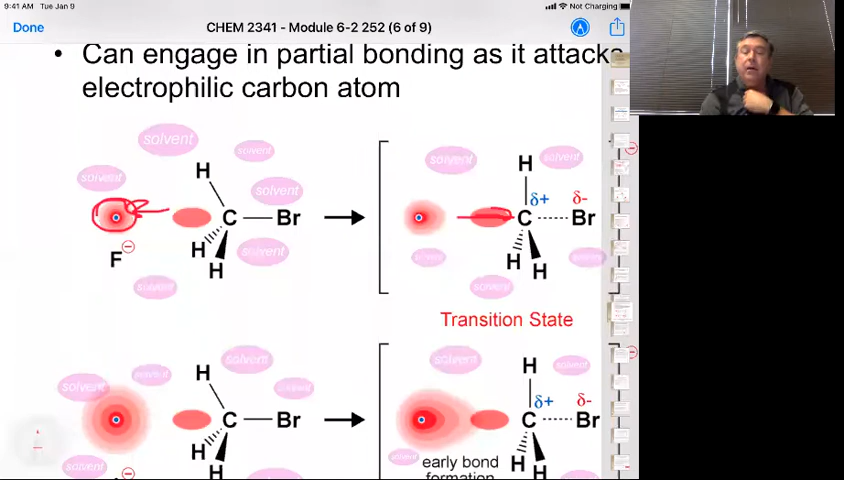 9:41 AM Tue Jan 9
Not Charging
Done
CHEM 2341 - Module 6-2 252 (6 of 9)
• Can engage in partial bonding as it attacks
electrophilic carbon atom
solvent
solvent
solvent
solvent
H
H
solvent
solvent
δ+
δ-
C
Br
C
Br
H
H
solvent
F
⊖
H
H
solvent
solvent
Transition State
solvent
solvent
solvent
H
H
δ+
δ-
C
Br
C
Br
H
H
early bond
H
H
formation
solvent